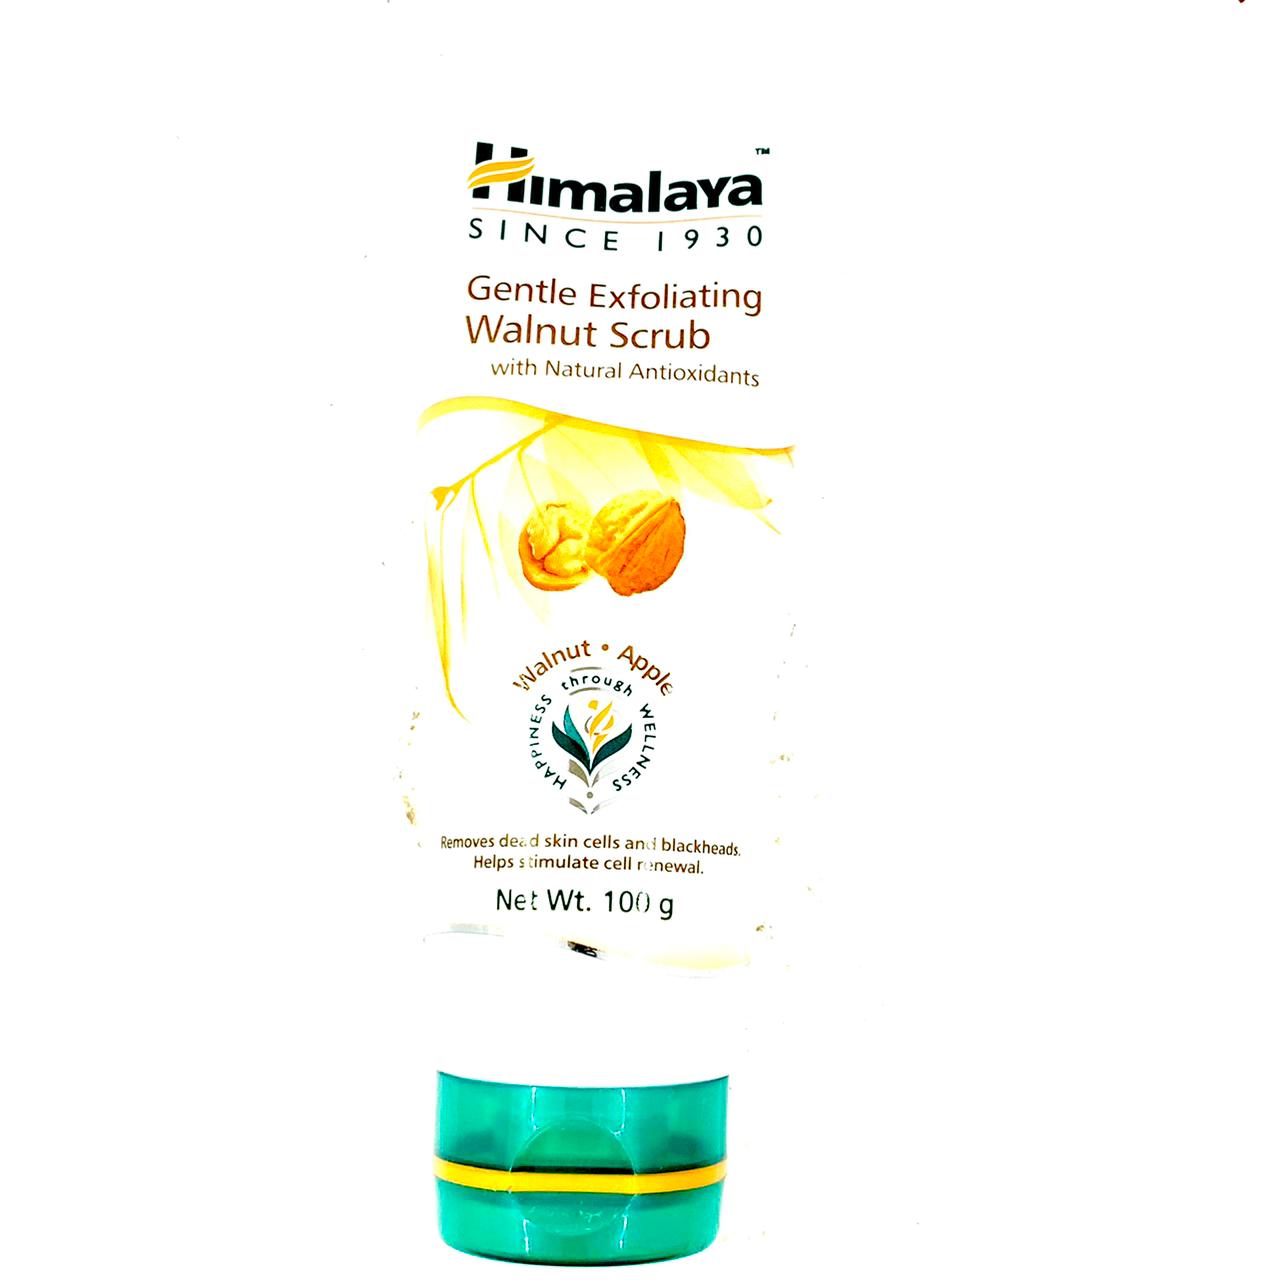 Himalaya™
SINCE 1930
Gentle Exfoliating
Walnut Scrub
with Natural Antioxidants
Walnut • Apple
HAPPINESS through WELLNESS
Removes dead skin cells and blackheads.
Helps stimulate cell renewal.
Net Wt. 100 g